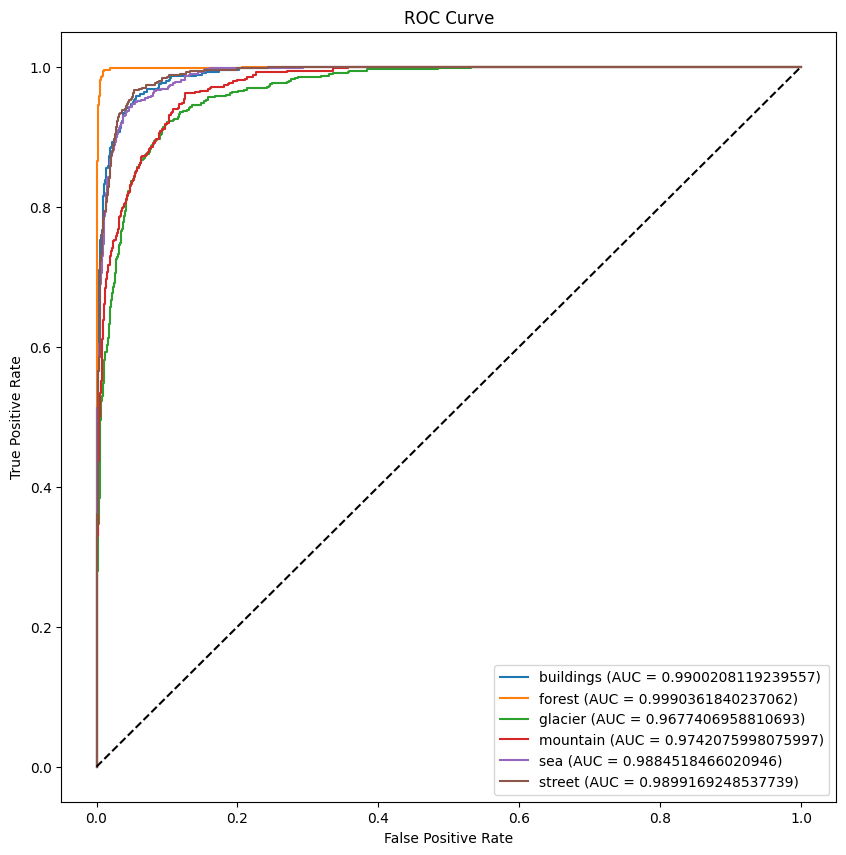 ROC Curve
True Positive Rate
1.0
0.8
0.6
0.4
0.2
0.0
buildings (AUC = 0.9900208119239557)
forest (AUC = 0.9990361840237062)
glacier (AUC = 0.9677406958810693)
mountain (AUC = 0.9742075998075997)
sea (AUC = 0.9884518466020946)
street (AUC = 0.9899169248537739)
0.0 0.2 0.4 0.6 0.8 1.0
False Positive Rate